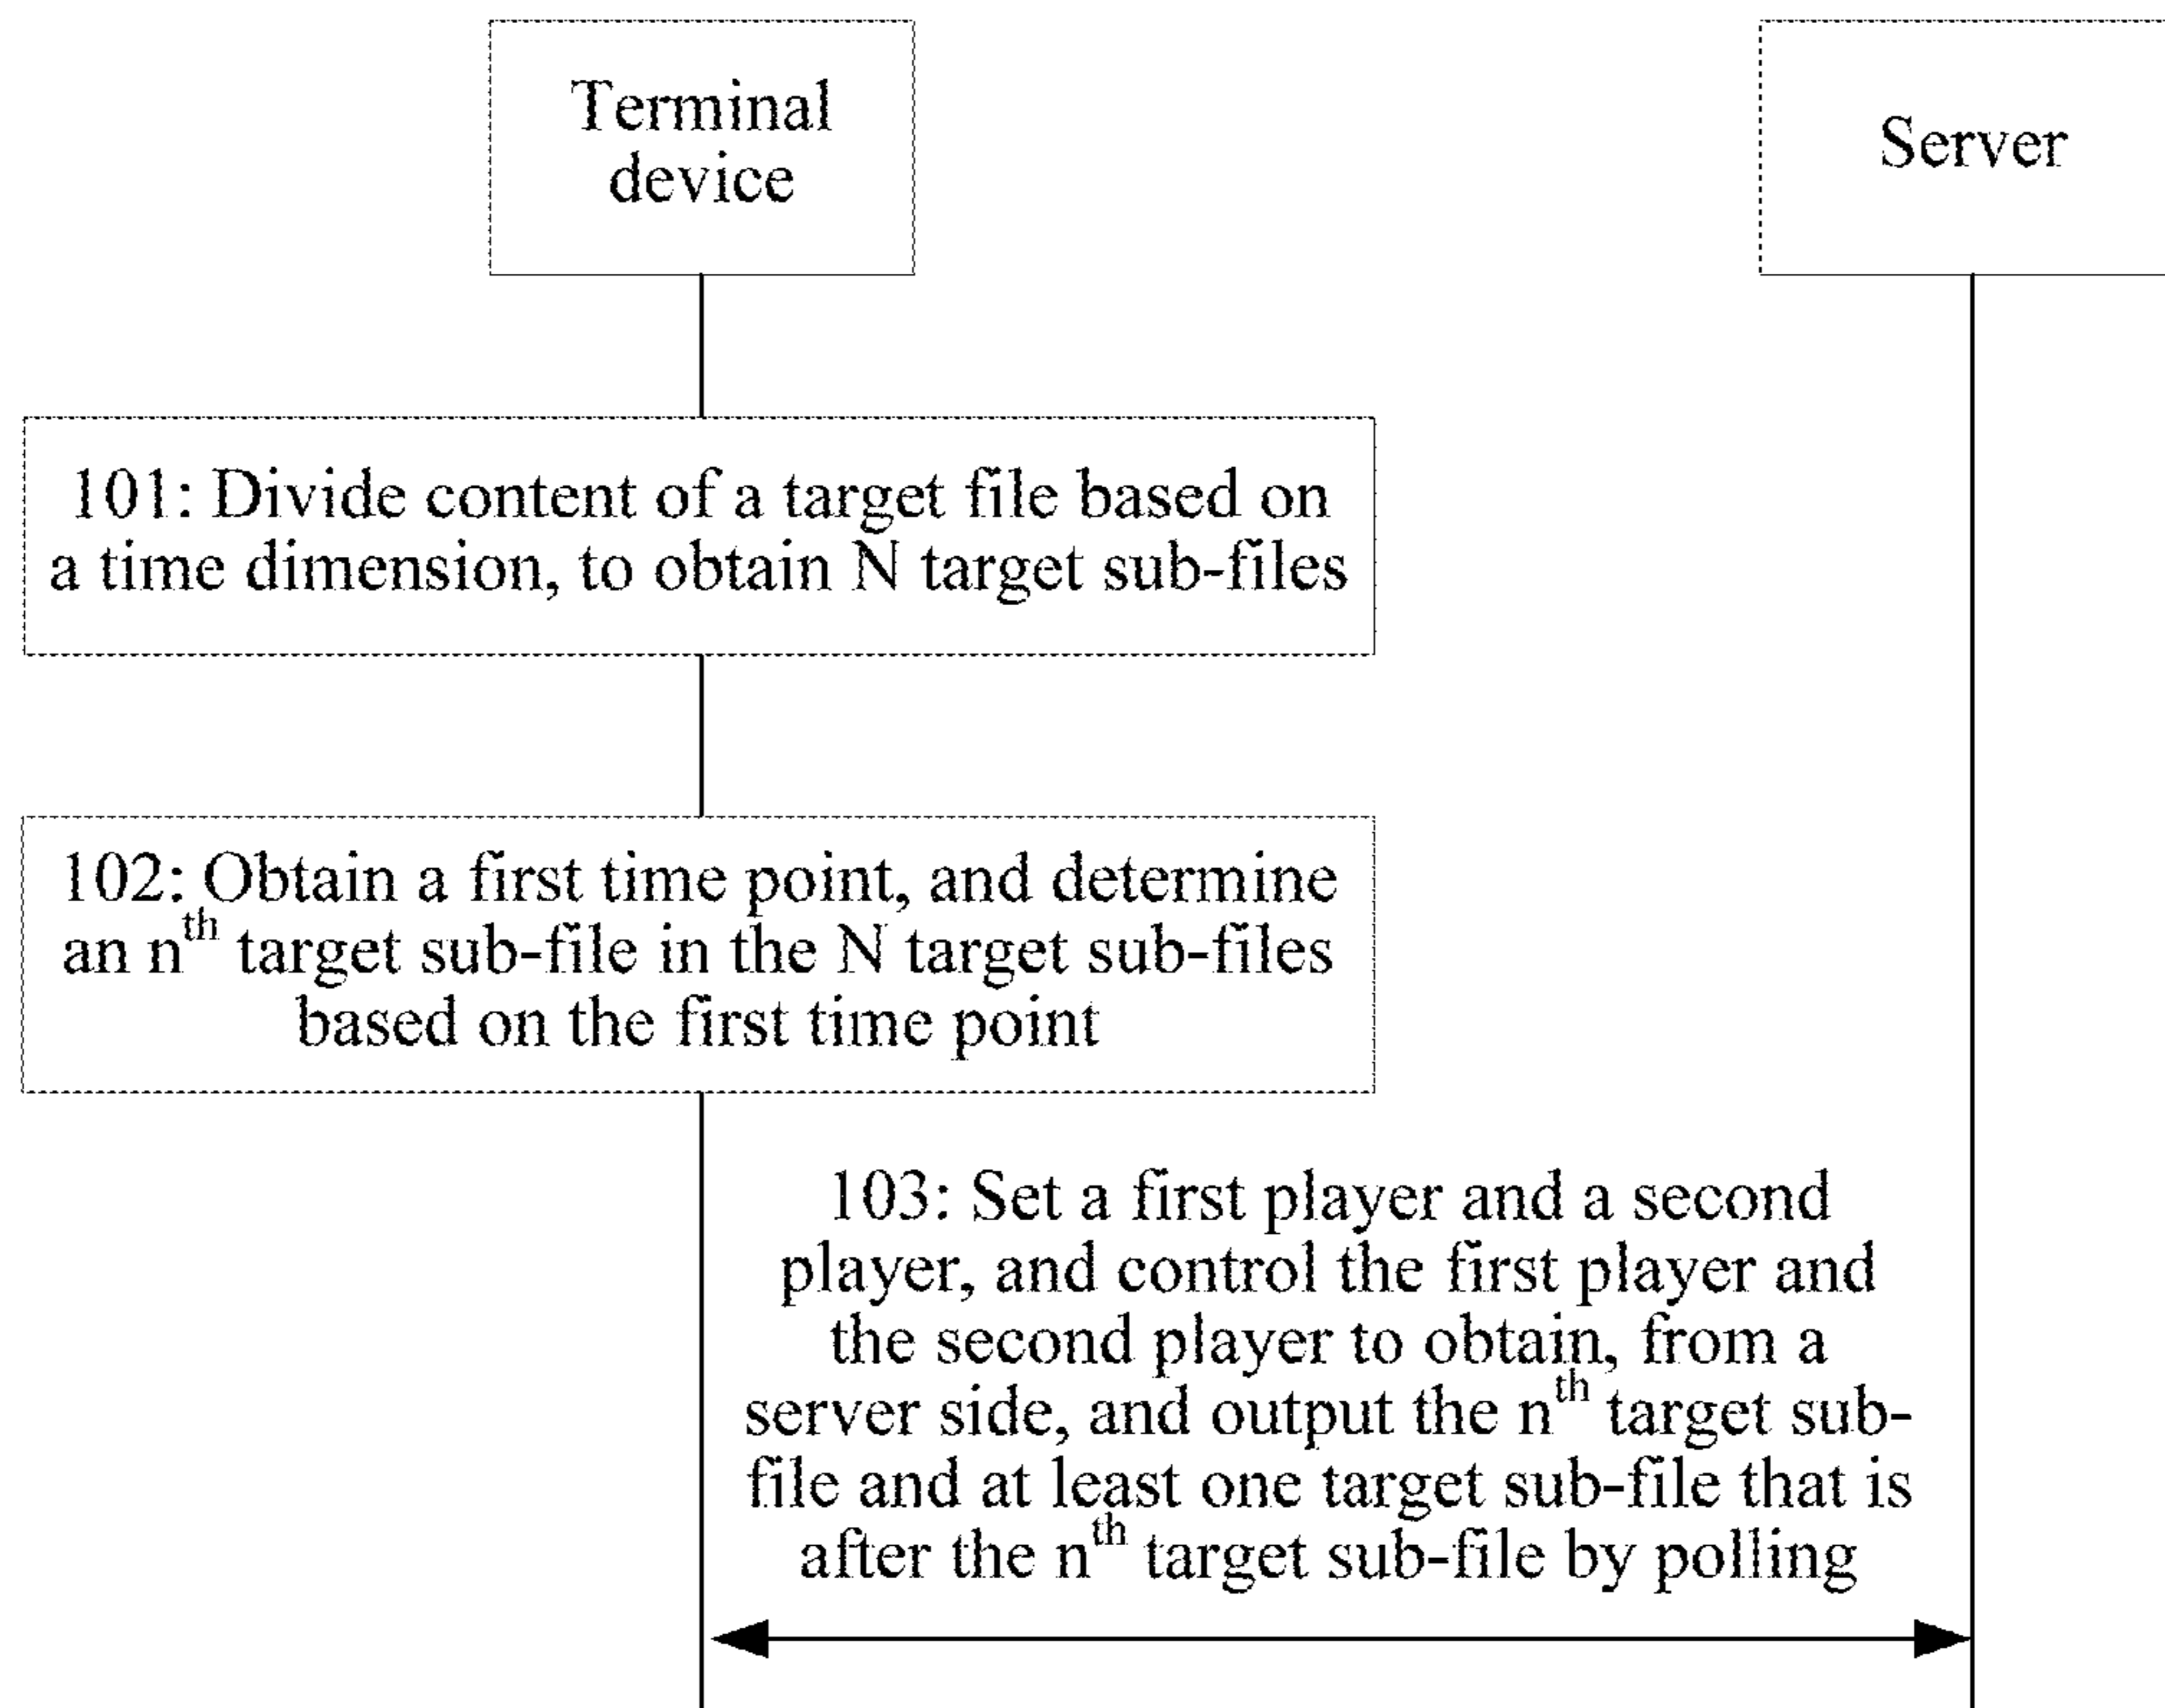 Terminal
device
Server
101: Divide content of a target file based on
a time dimension, to obtain N target sub-files
102: Obtain a first time point, and determine
an nth target sub-file in the N target sub-files
based on the first time point
103: Set a first player and a second
player, and control the first player and
the second player to obtain, from a
server side, and output the nth target sub-
file and at least one target sub-file that is
after the nth target sub-file by polling